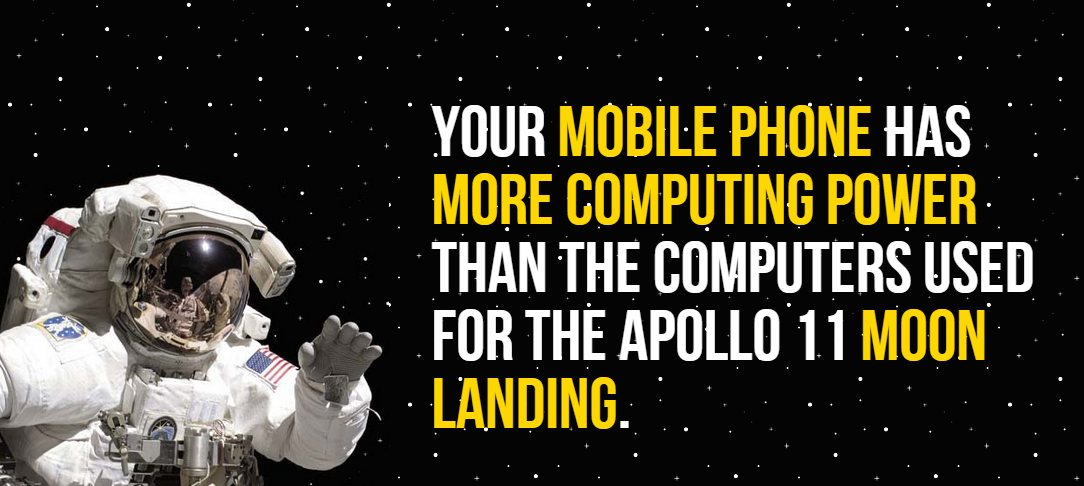 YOUR MOBILE PHONE HAS
MORE COMPUTING POWER
THAN THE COMPUTERS USED
FOR THE APOLLO 11 MOON
LANDING.